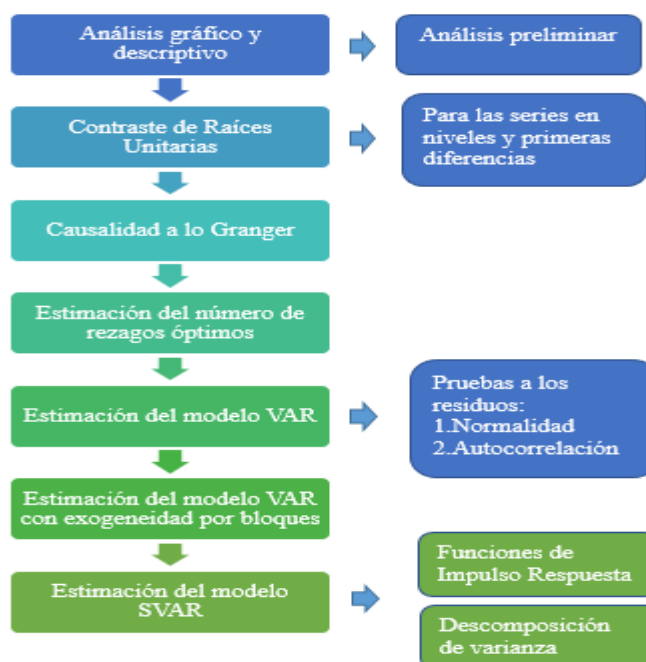 Análisis gráfico y
descriptivo
Análisis preliminar
Contraste de Raíces
Unitarias
Para las series en
niveles y primeras
diferencias
Causalidad a lo Granger
Estimación del número de
rezagos óptimos
Estimación del modelo VAR
Pruebas a los
residuos:
1.Normalidad
2.Autocorrelación
Estimación del modelo VAR
con exogeneidad por bloques
Estimación del modelo
SVAR
Funciones de
Impulso Respuesta
Descomposición
de varianza